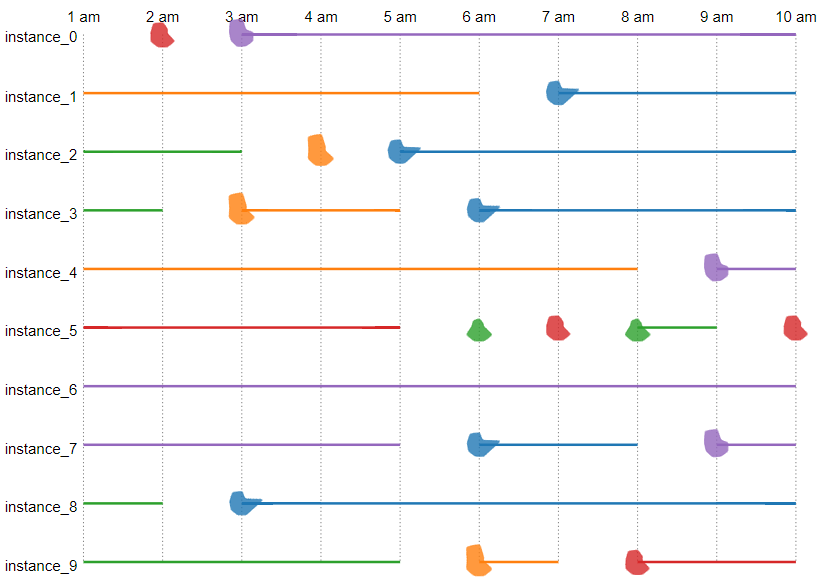 1 am 2 am 3 am 4 am 5 am 6 am 7 am 8 am 9 am 10 am
instance_0
instance_1
instance_2
instance_3
instance_4
instance_5
instance_6
instance_7
instance_8
instance_9